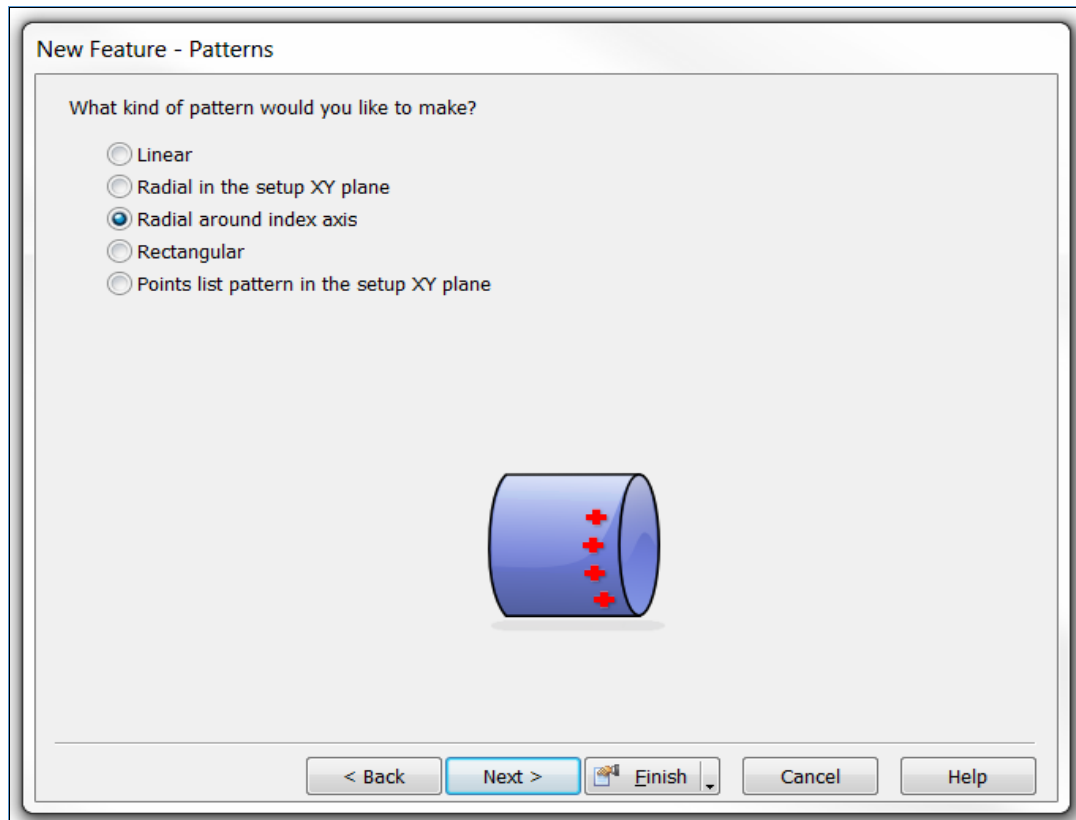 New Feature - Patterns
What kind of pattern would you like to make?
Linear
Radial in the setup XY plane
Radial around index axis
Rectangular
Points list pattern in the setup XY plane
< Back Next > Finish Cancel Help